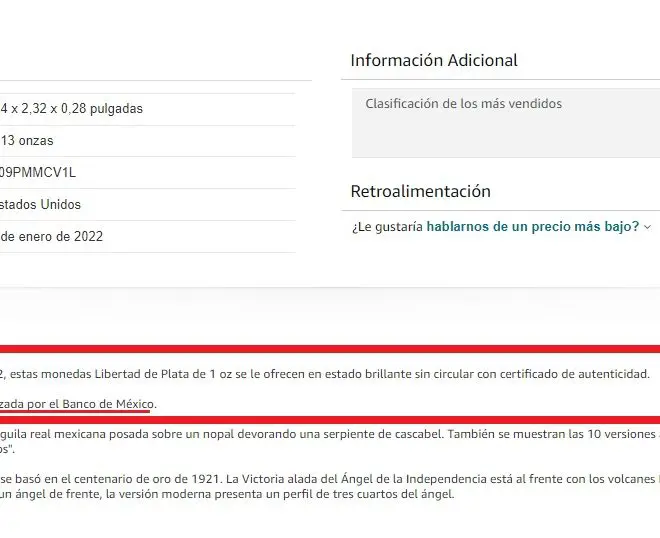 Información Adicional
4 x 2,32 x 0,28 pulgadas
Clasificación de los más vendidos
13 onzas
09PMMCV1L
Retroalimentación
stados Unidos
¿Le gustaría hablarnos de un precio más bajo?
de enero de 2022
2, estas monedas Libertad de Plata de 1 oz se le ofrecen en estado brillante sin circular con certificado de autenticidad.
zada por el Banco de México.
guila real mexicana posada sobre un nopal devorando una serpiente de cascabel. También se muestran las 10 versiones
os".
se basó en el centenario de oro de 1921. La Victoria alada del Ángel de la Independencia está al frente con los volcanes
un ángel de frente, la versión moderna presenta un perfil de tres cuartos del ángel.